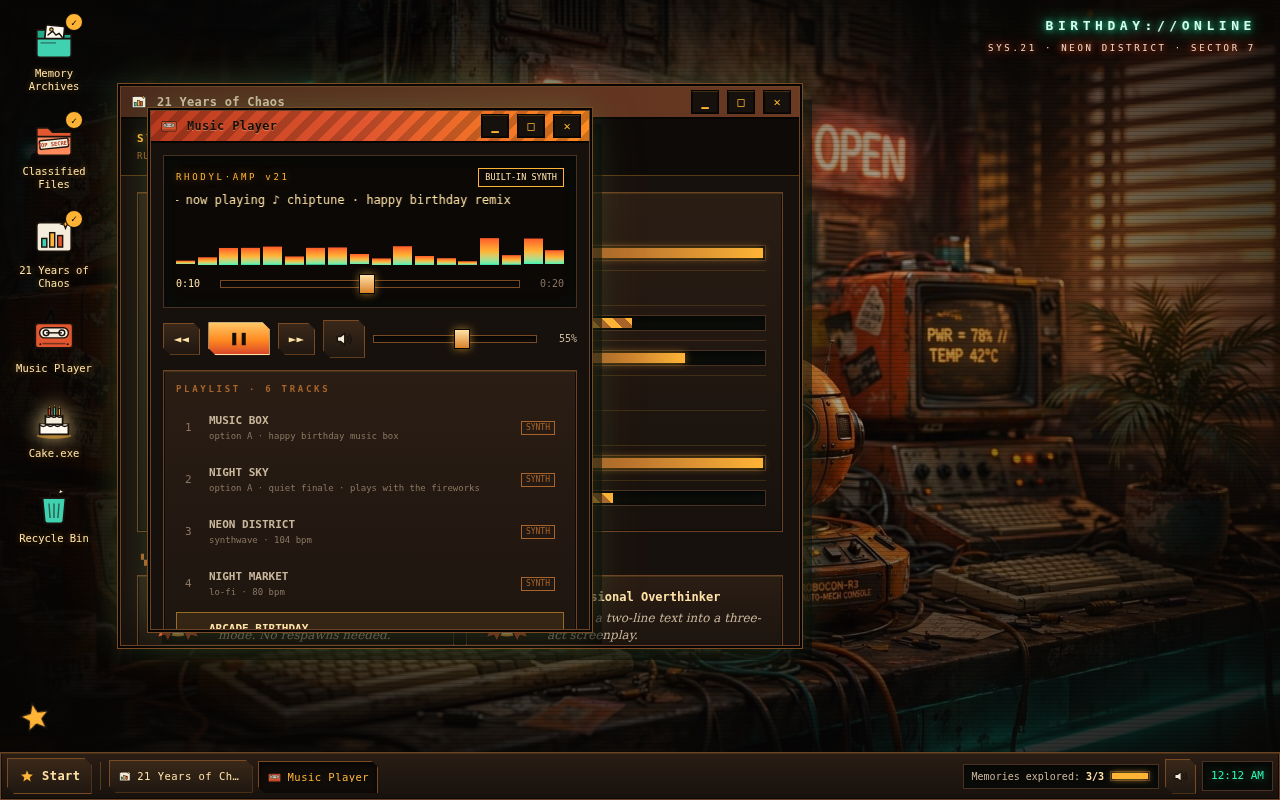 BIRTHDAY://ONLINE
SYS.21 · NEON DISTRICT · SECTOR 7
Memory
Archives
Classified
Files
21 Years of
Chaos
Music Player
Cake.exe
Recycle Bin
21 Years of Chaos
Music Player
RHODYL·AMP v21
BUILT-IN SYNTH
now playing ♪ chiptune · happy birthday remix
0:10
0:20
55%
PLAYLIST · 6 TRACKS
1
MUSIC BOX
option A · happy birthday music box
SYNTH
2
NIGHT SKY
option A · quiet finale · plays with the fireworks
SYNTH
3
NEON DISTRICT
synthwave · 104 bpm
SYNTH
4
NIGHT MARKET
lo-fi · 80 bpm
SYNTH
ARCADE BIRTHDAY
mode. No respawns needed.
sional Overthinker
a two-line text into a three-
act screenplay.
OPEN
PWR = 78% //
TEMP 42°C
OBOCON-R3
AUTO-MECH CONSOLE
Start
21 Years of Ch…
Music Player
Memories explored: 3/3
12:12 AM